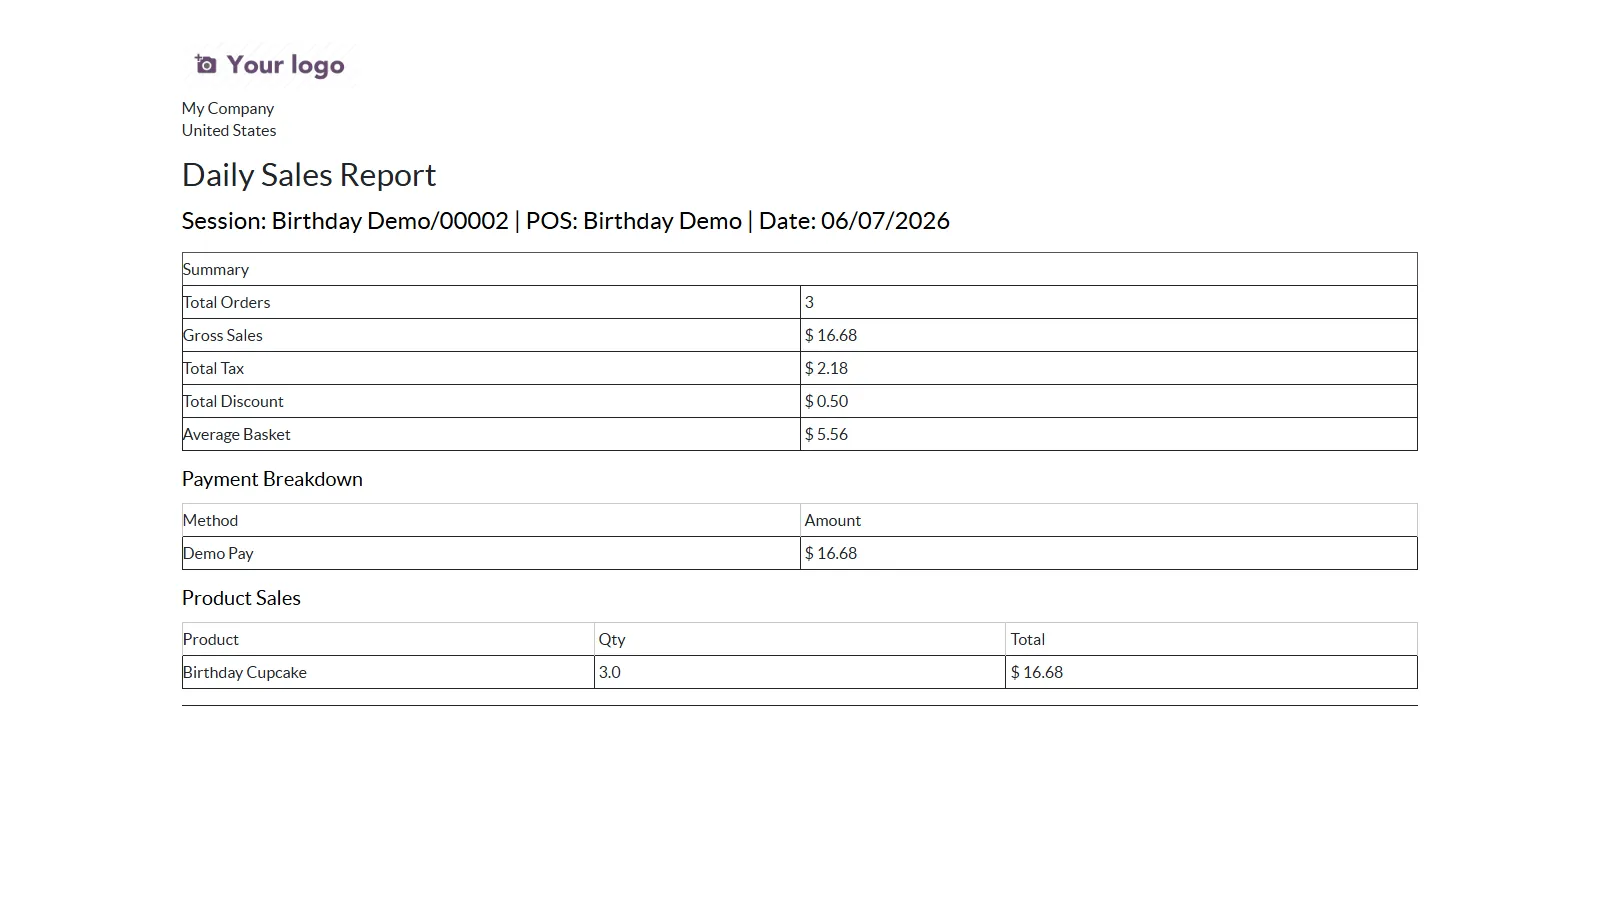 Your logo
My Company
United States
Daily Sales Report
Session: Birthday Demo/00002 | POS: Birthday Demo | Date: 06/07/2026
Summary
Total Orders 3
Gross Sales $ 16.68
Total Tax $ 2.18
Total Discount $ 0.50
Average Basket $ 5.56
Payment Breakdown
Method Amount
Demo Pay $ 16.68
Product Sales
Product Qty Total
Birthday Cupcake 3.0 $ 16.68